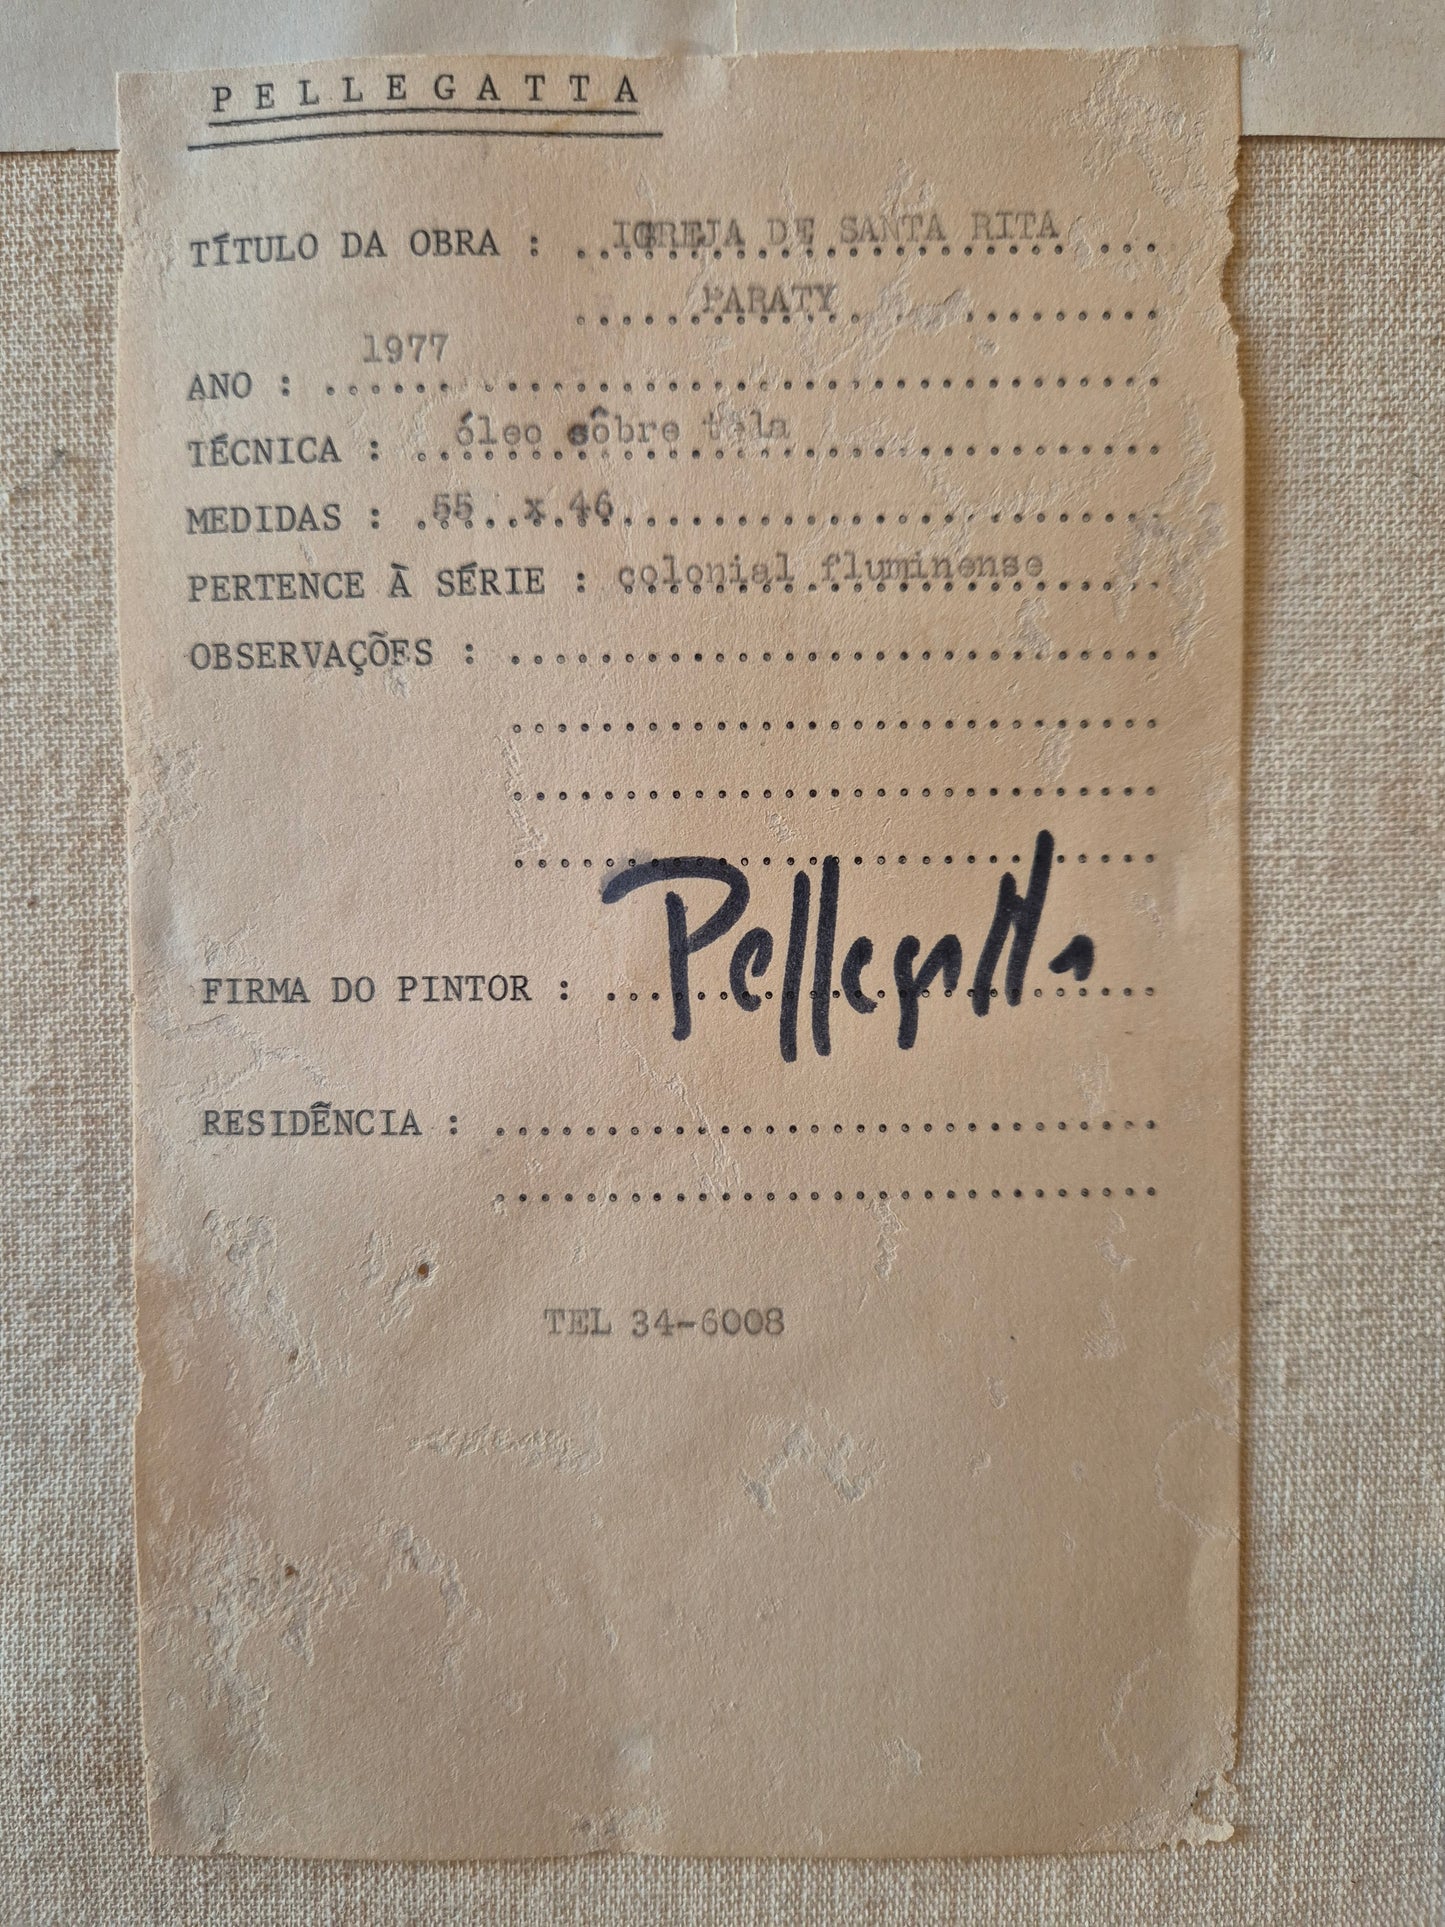 PELLEGATTA
TÍTULO DA OBRA : IGREJA DE SANTA RITA
PARATY
1977
ANO :
TÉCNICA : óleo sôbre tela
MEDIDAS : 55 x 46
PERTENCE À SÉRIE : colonial fluminense
OBSERVAÇÕES :
FIRMA DO PINTOR : Pellegatta
RESIDÊNCIA :
TEL 34-6008